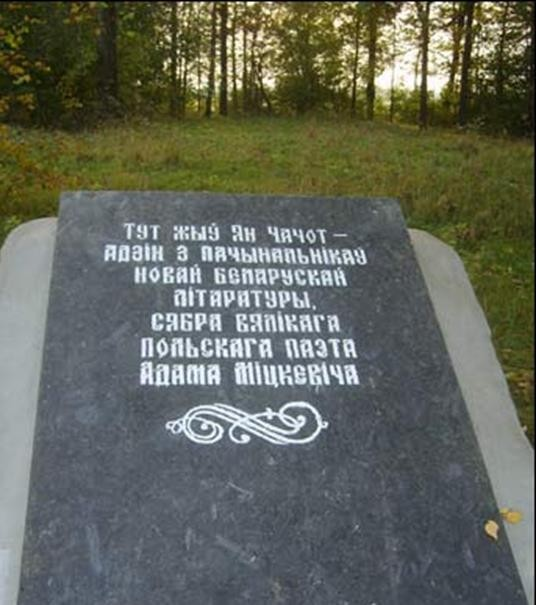 Тут жыў Ян Чачот —
адзін з пачынальнікаў
новай беларускай
літаратуры,
сябра вялікага
польскага паэта
Адама Міцкевіча